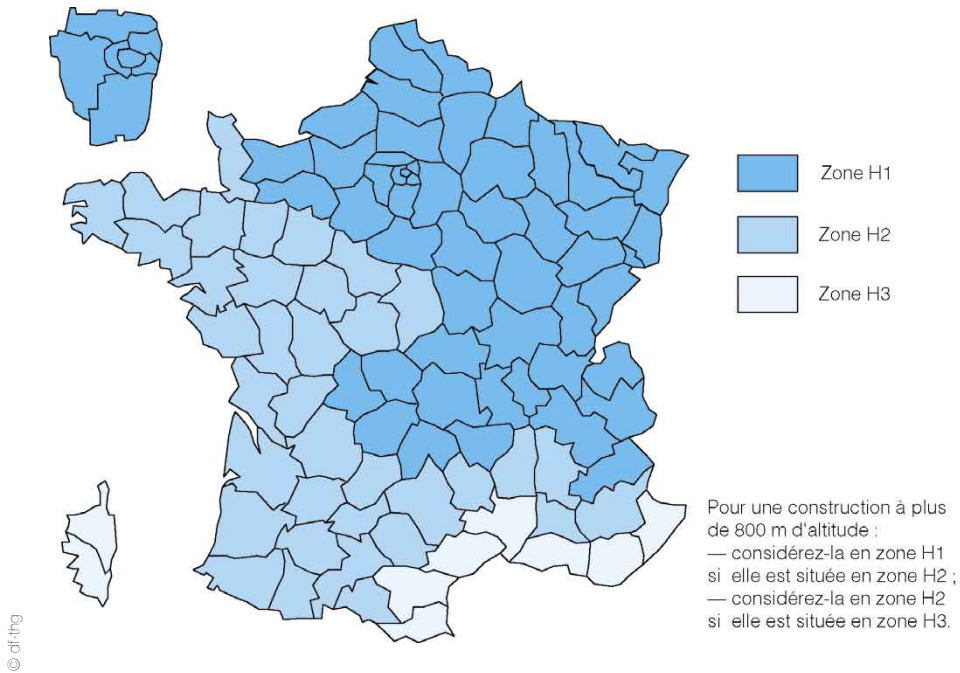 Zone H1
Zone H2
Zone H3
Pour une construction à plus
de 800 m d'altitude :
— considérez-la en zone H1
si elle est située en zone H2 ;
— considérez-la en zone H2
si elle est située en zone H3.
© df-thg